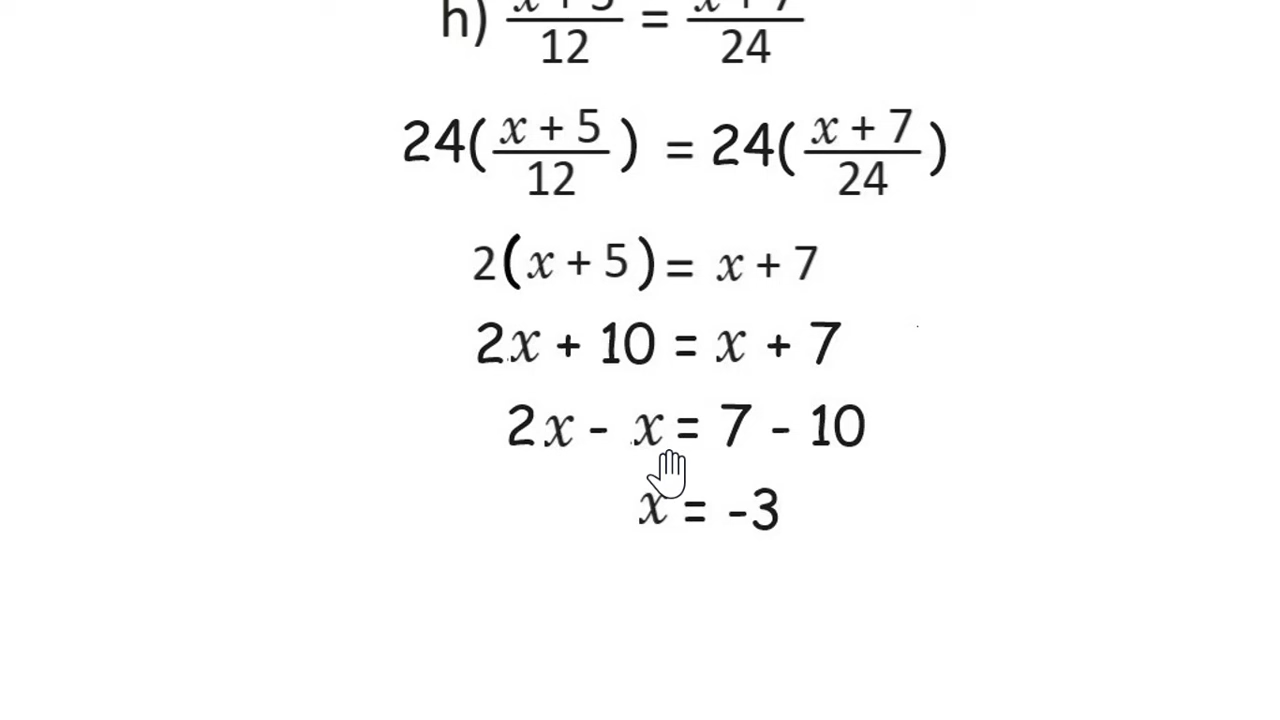 h) x + 5/12 = x + 7/24
24(x + 5/12) = 24(x + 7/24)
2(x + 5) = x + 7
2x + 10 = x + 7
2x - x = 7 - 10
x = -3